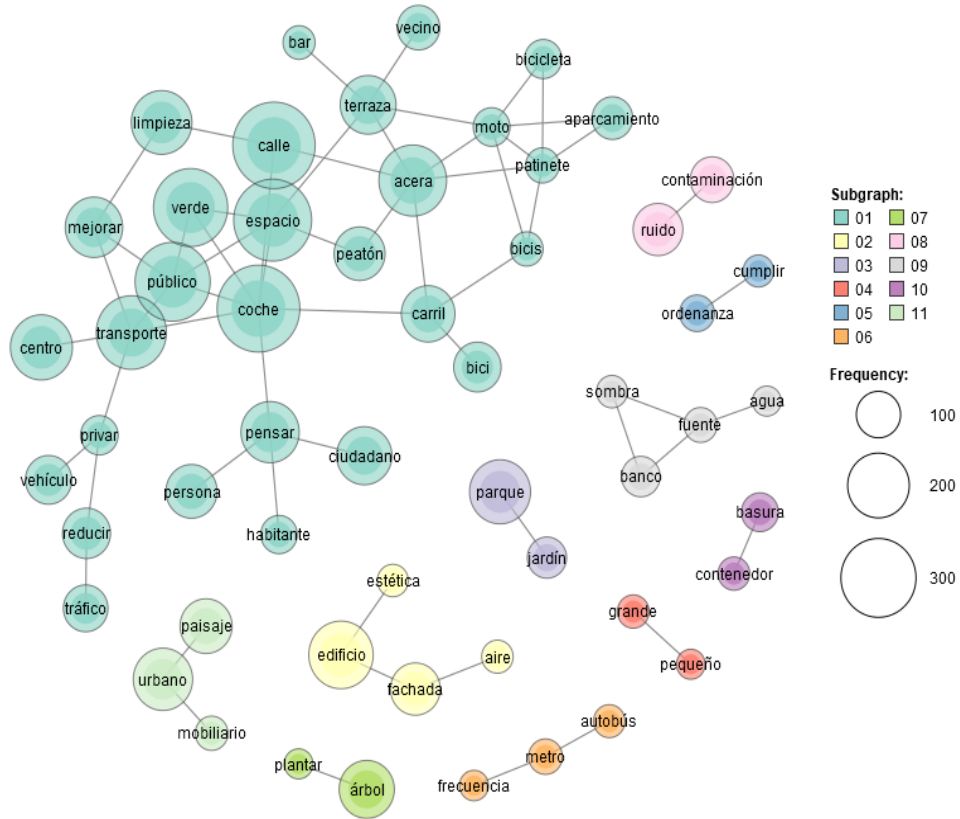 vecino
bar
bicicleta
terraza
limpieza
moto
aparcamiento
calle
patinete
acera
contaminación
verde
espacio
mejorar
ruido
peatón
bicis
público
cumplir
coche
carril
ordenanza
transporte
centro
bici
sombra
agua
fuente
privar
pensar
ciudadano
vehículo
persona
banco
parque
basura
reducir
habitante
jardín
contenedor
estética
tráfico
grande
paisaje
edificio
aire
pequeño
urbano
fachada
autobús
mobiliario
metro
plantar
árbol
frecuencia
Subgraph:
01 07
02 08
03 09
04 10
05 11
06
Frequency:
100
200
300